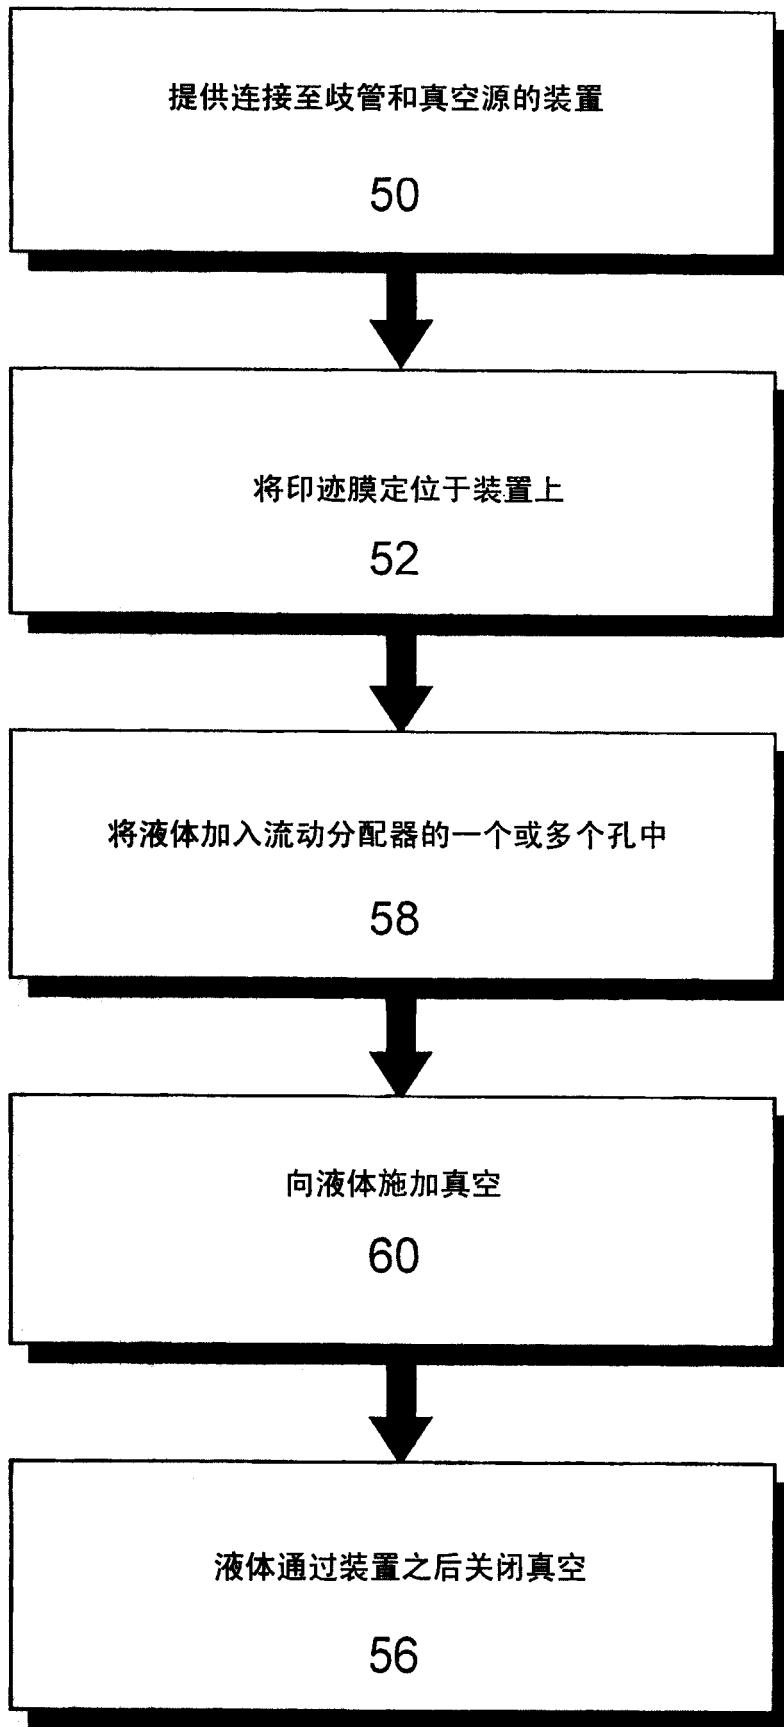 提供连接至歧管和真空源的装置
50
将印迹膜定位于装置上
52
将液体加入流动分配器的一个或多个孔中
58
向液体施加真空
60
液体通过装置之后关闭真空
56